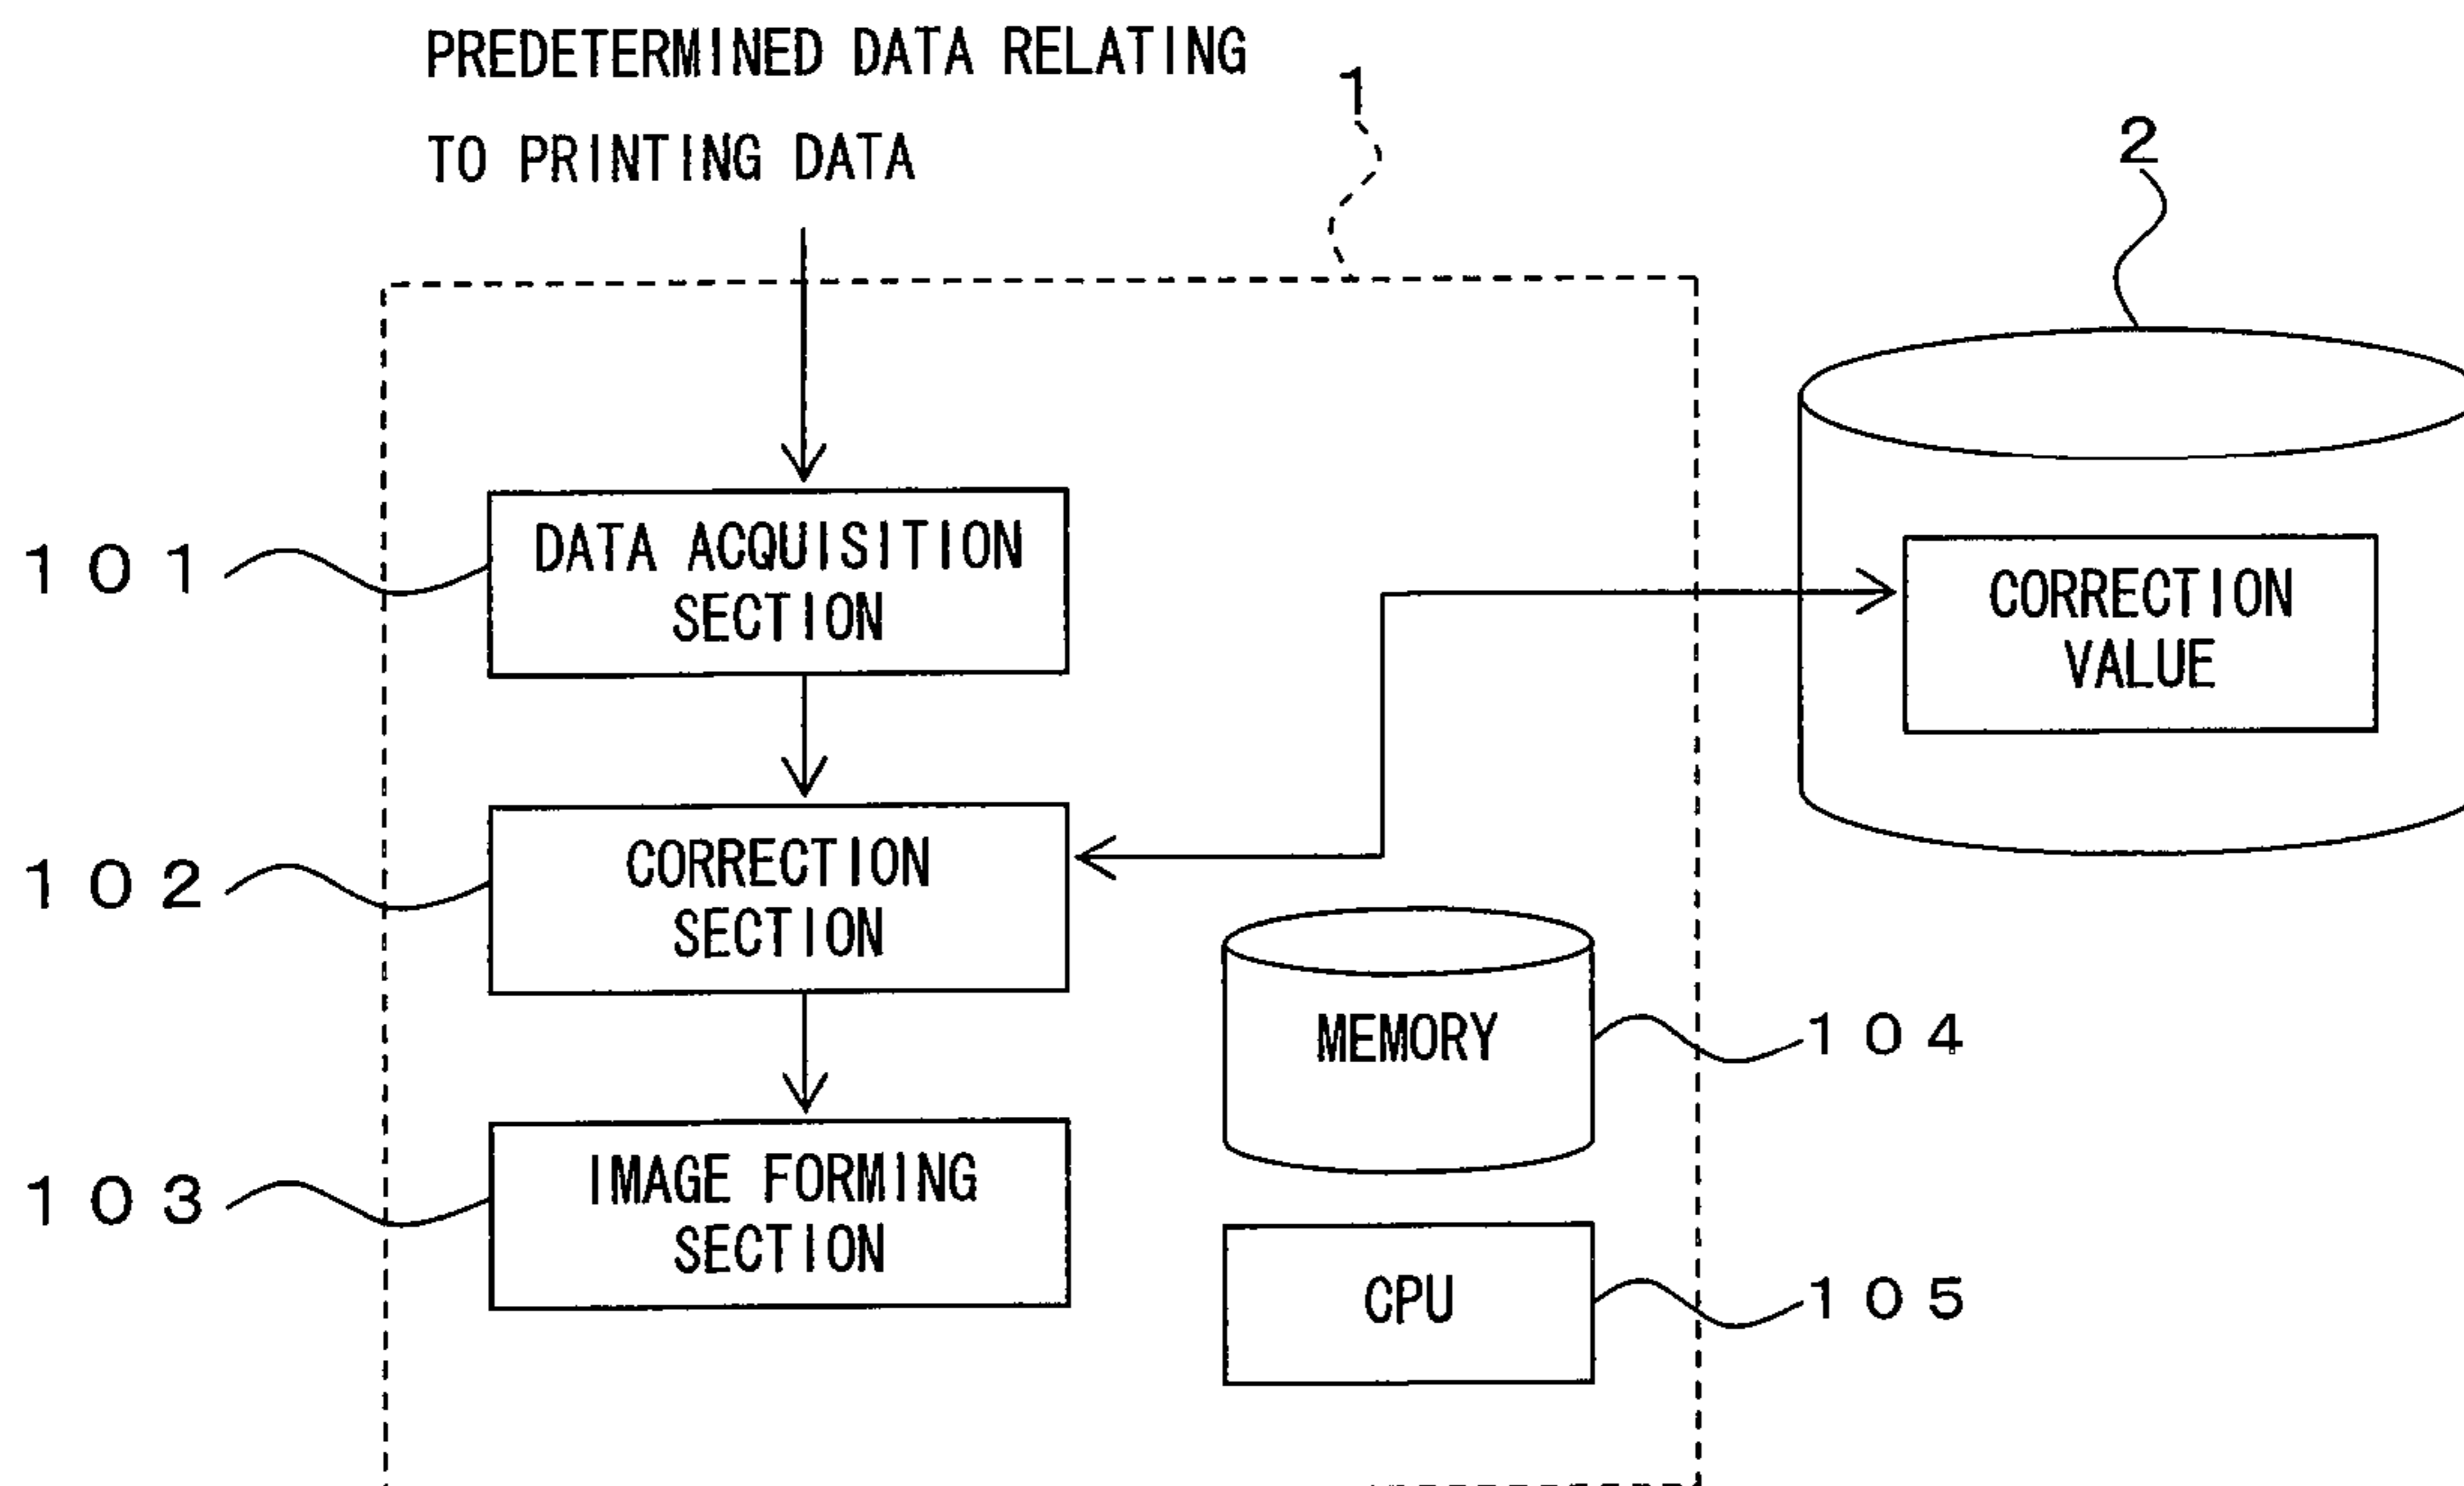 PREDETERMINED DATA RELATING
TO PRINTING DATA
1
2
101
DATA ACQUISITION
SECTION
CORRECTION
VALUE
102
CORRECTION
SECTION
MEMORY
104
103
IMAGE FORMING
SECTION
CPU
105